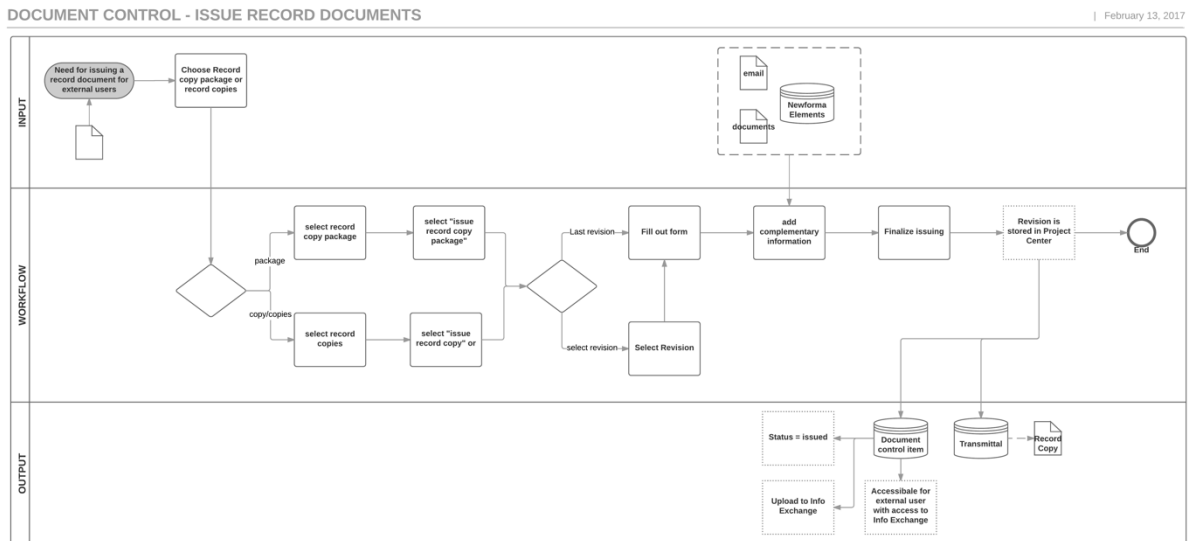 DOCUMENT CONTROL - ISSUE RECORD DOCUMENTS
| February 13, 2017
INPUT
Need for issuing a
record document for
external users
Choose Record
copy package or
record copies
email
documents
Newforma
Elements
WORKFLOW
package
copy/copies
select record
copy package
select "issue
record copy
package"
select record
copies
select "issue
record copy" or
Last revision
select revision
Fill out form
Select Revision
add
complementary
information
Finalize issuing
Revision is
stored in Project
Center
End
OUTPUT
Status = issued
Upload to Info
Exchange
Document
control item
Accessibale for
external user
with access to
Info Exchange
Transmittal
Record
Copy